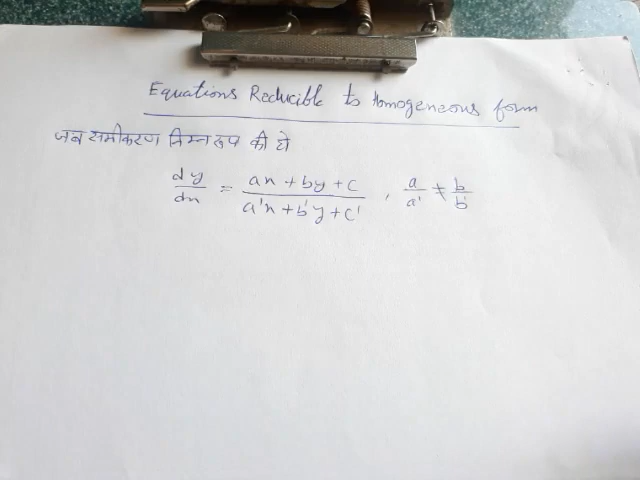 Equations Reducible to Homogeneous form
जब समीकरण निम्न रूप की हो
dy/dx = ax + by + c / a'x + b'y + c' , a/a' ≠ b/b'